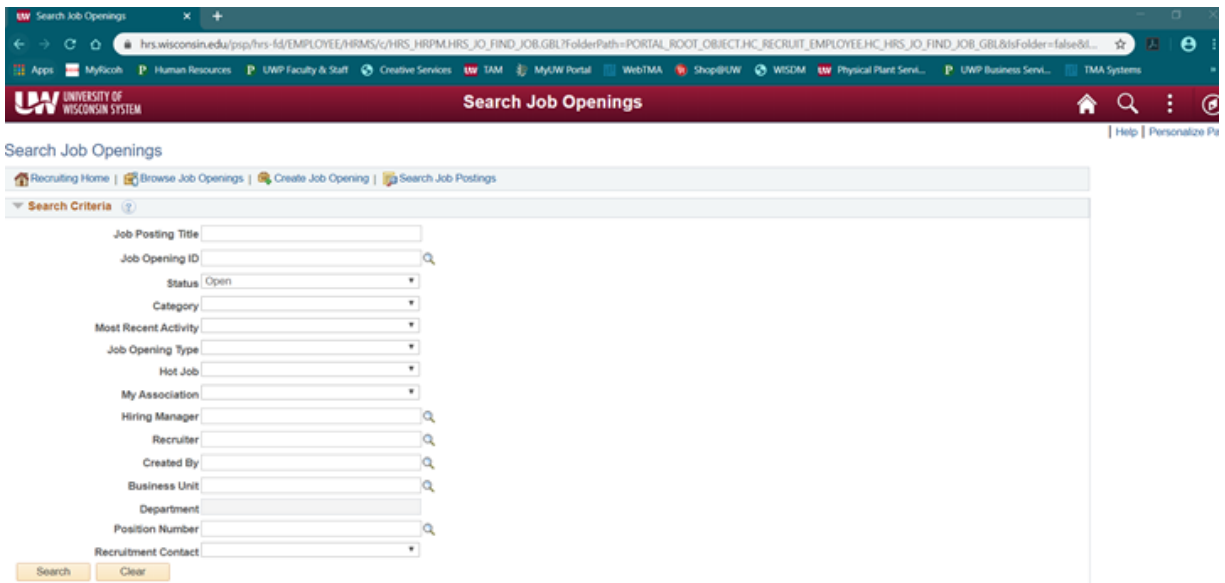 Search Job Openings
hrs.wisconsin.edu/psp/hrs-fd/EMPLOYEE/HRMS/c/HRS_HRPM.HRS_JO_FIND_JOB.GBL?FolderPath=PORTAL_ROOT_OBJECT.HC_RECRUIT_EMPLOYEE.HC_HRS_JO_FIND_JOB_GBL&IsFolder=false&I...
Apps MyRicoh Human Resources UWP Faculty & Staff Creative Services TAM MyUW Portal WebTMA Shop@UW WISDM Physical Plant Servi... UWP Business Servi... TMA Systems »
UW UNIVERSITY OF WISCONSIN SYSTEM Search Job Openings
| Help | Personalize Pa
Search Job Openings
Recruiting Home | Browse Job Openings | Create Job Opening | Search Job Postings
Search Criteria ?
Job Posting Title
Job Opening ID
Status Open
Category
Most Recent Activity
Job Opening Type
Hot Job
My Association
Hiring Manager
Recruiter
Created By
Business Unit
Department
Position Number
Recruitment Contact
Search Clear